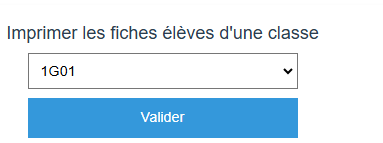 Imprimer les fiches élèves d'une classe
1G01
Valider